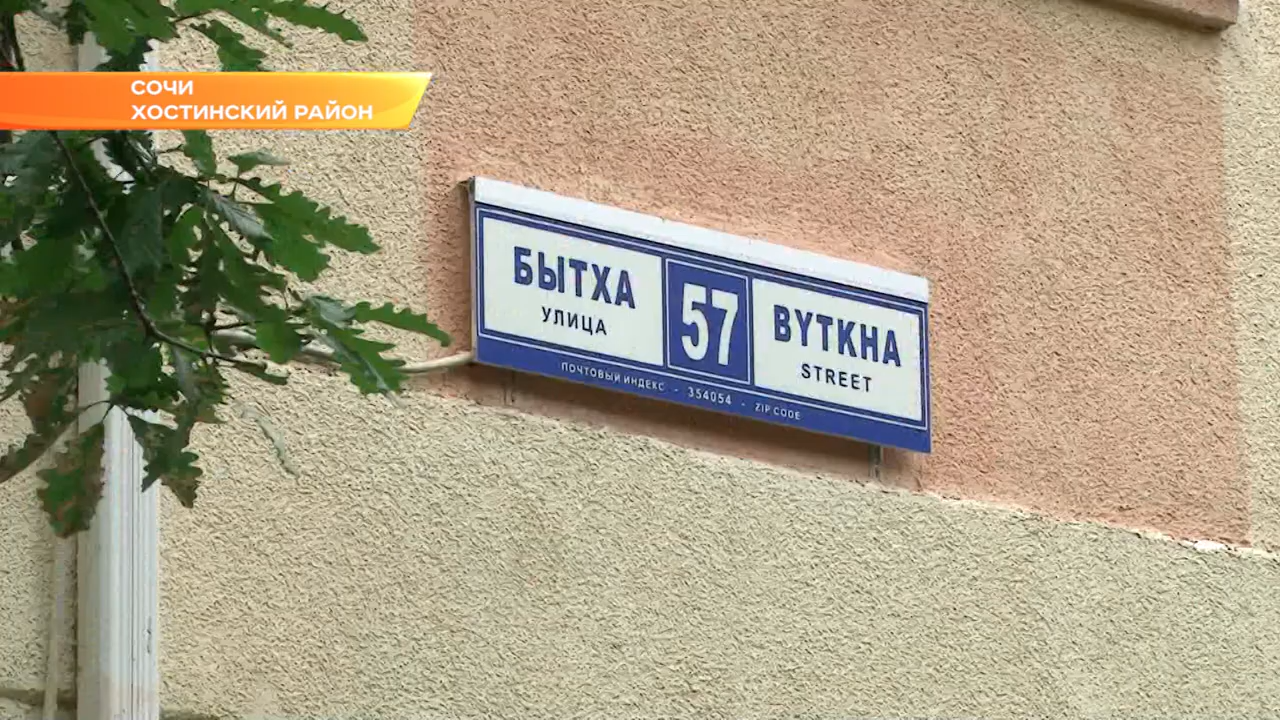 СОЧИ
ХОСТИНСКИЙ РАЙОН
БЫТХА
УЛИЦА
57
BYTKHA
STREET
ПОЧТОВЫЙ ИНДЕКС - 354054 - ZIP CODE